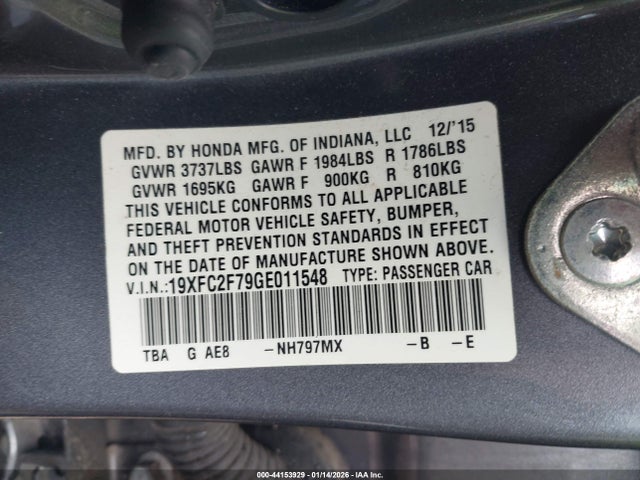 MFD. BY HONDA MFG. OF INDIANA, LLC 12/'15
GVWR 3737LBS GAWR F 1984LBS R 1786LBS
GVWR 1695KG GAWR F 900KG R 810KG
THIS VEHICLE CONFORMS TO ALL APPLICABLE
FEDERAL MOTOR VEHICLE SAFETY, BUMPER,
AND THEFT PREVENTION STANDARDS IN EFFECT
ON THE DATE OF MANUFACTURE SHOWN ABOVE.
V.I.N.:19XFC2F79GE011548 TYPE: PASSENGER CAR
TBA G AE8 -NH797MX -B -E
000-44153929 - 01/14/2026 - IAA Inc.